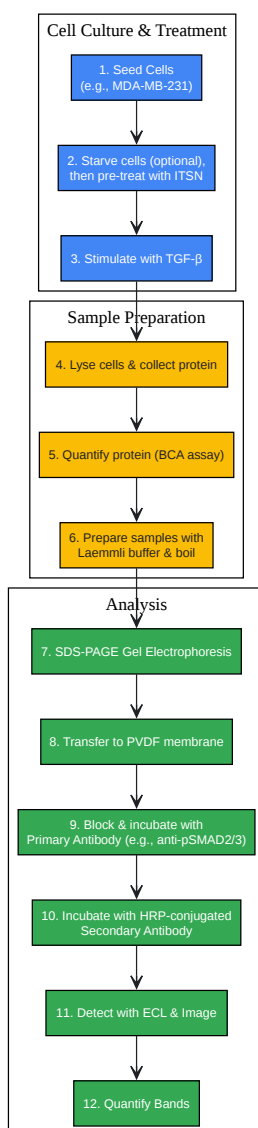 Cell Culture & Treatment
1. Seed Cells
(e.g., MDA-MB-231)
2. Starve cells (optional),
then pre-treat with ITSN
3. Stimulate with TGF-β
Sample Preparation
4. Lyse cells & collect protein
5. Quantify protein (BCA assay)
6. Prepare samples with
Laemmli buffer & boil
Analysis
7. SDS-PAGE Gel Electrophoresis
8. Transfer to PVDF membrane
9. Block & incubate with
Primary Antibody (e.g., anti-pSMAD2/3)
10. Incubate with HRP-conjugated
Secondary Antibody
11. Detect with ECL & Image
12. Quantify Bands